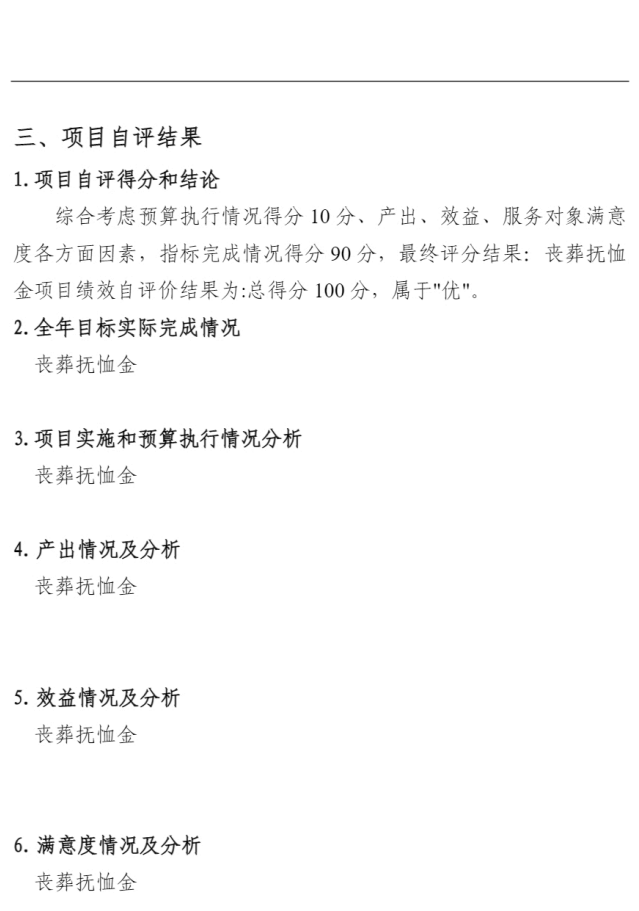 三、项目自评结果
1. 项目自评得分和结论
综合考虑预算执行情况得分 10 分、产出、效益、服务对象满意
度各方面因素，指标完成情况得分 90 分，最终评分结果：丧葬抚恤
金项目绩效自评价结果为:总得分 100 分，属于"优"。
2. 全年目标实际完成情况
丧葬抚恤金
3. 项目实施和预算执行情况分析
丧葬抚恤金
4. 产出情况及分析
丧葬抚恤金
5. 效益情况及分析
丧葬抚恤金
6. 满意度情况及分析
丧葬抚恤金